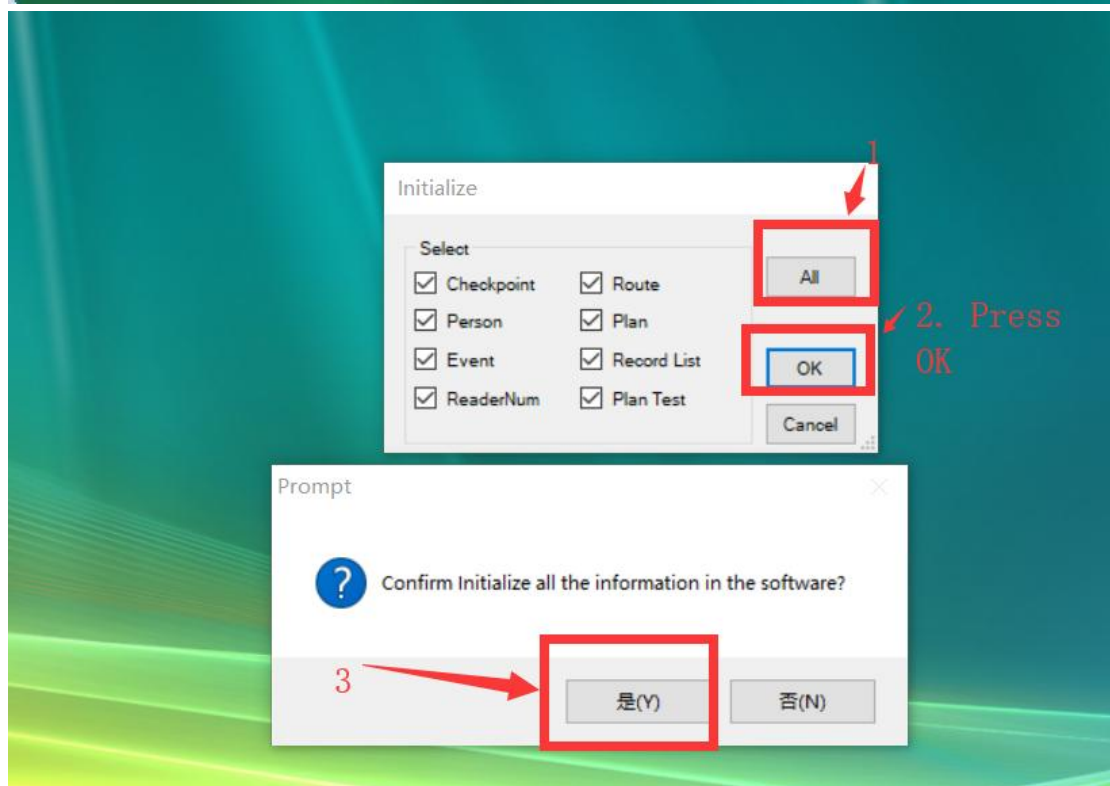 1
Initialize
Select
Checkpoint
Route
All
Person
Plan
2. Press
OK
Event
Record List
OK
ReaderNum
Plan Test
Cancel
Prompt
?
Confirm Initialize all the information in the software?
3
是(Y)
否(N)